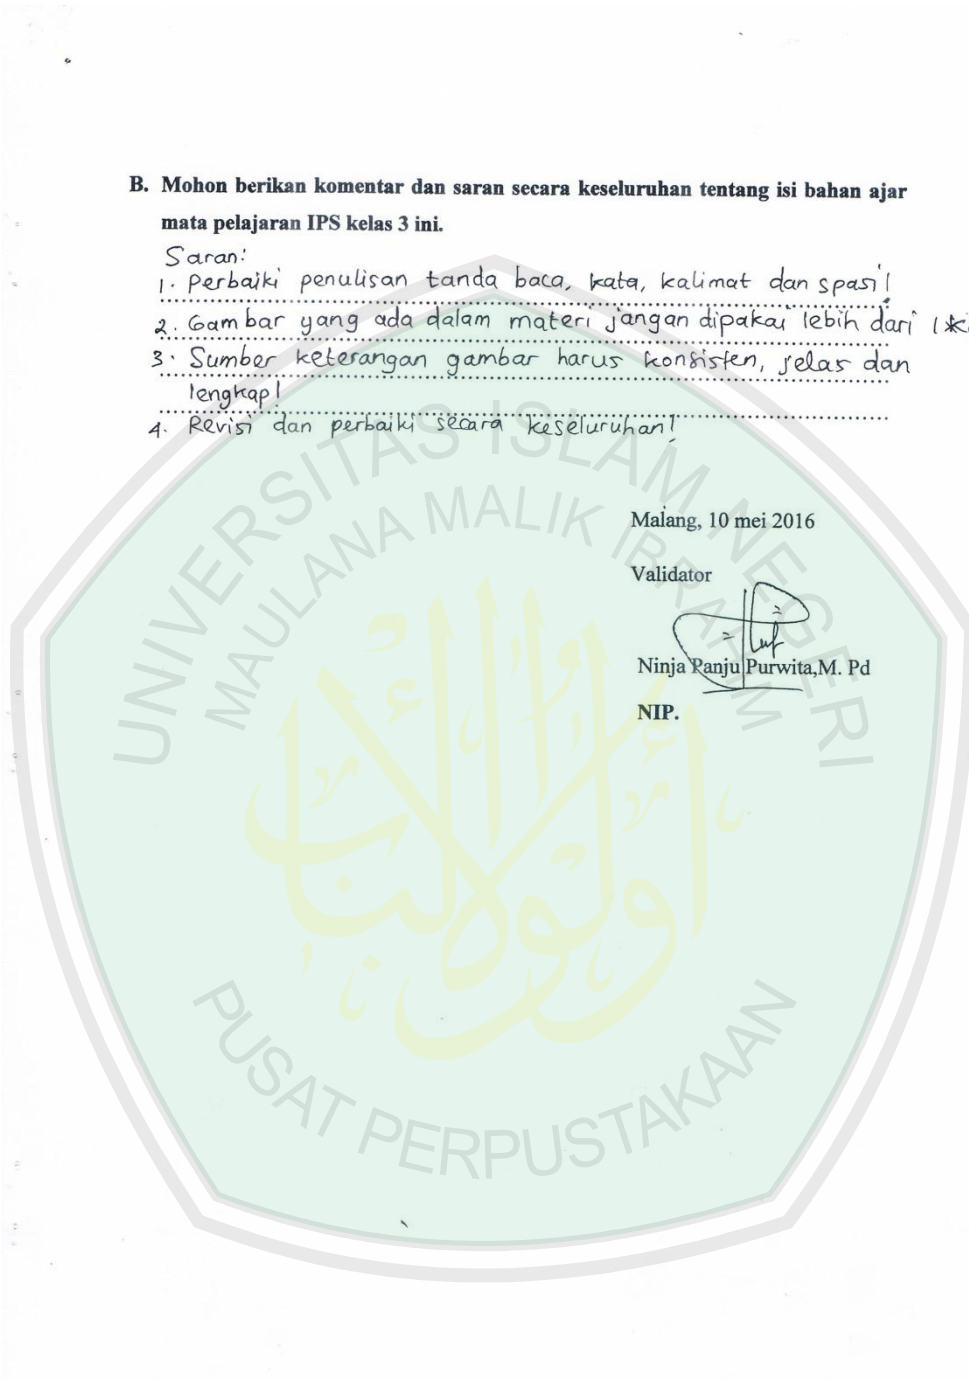 B. Mohon berikan komentar dan saran secara keseluruhan tentang isi bahan ajar
mata pelajaran IPS kelas 3 ini.
Saran:
1. Perbaiki penulisan tanda baca, kata, kalimat dan spasi!
2. Gambar yang ada dalam materi jangan dipakai lebih dari 1
3. Sumber keterangan gambar harus konsisten, jelas dan
lengkap!
4. Revisi dan perbaiki secara keseluruhan!
Malang, 10 mei 2016
Validator
Ninja Panju Purwita,M. Pd
NIP.
UNIVERSITAS ISLAM NEGERI
MAULANA MALIK IBRAHIM
أولوا الألباب
PUSAT PERPUSTAKAAN